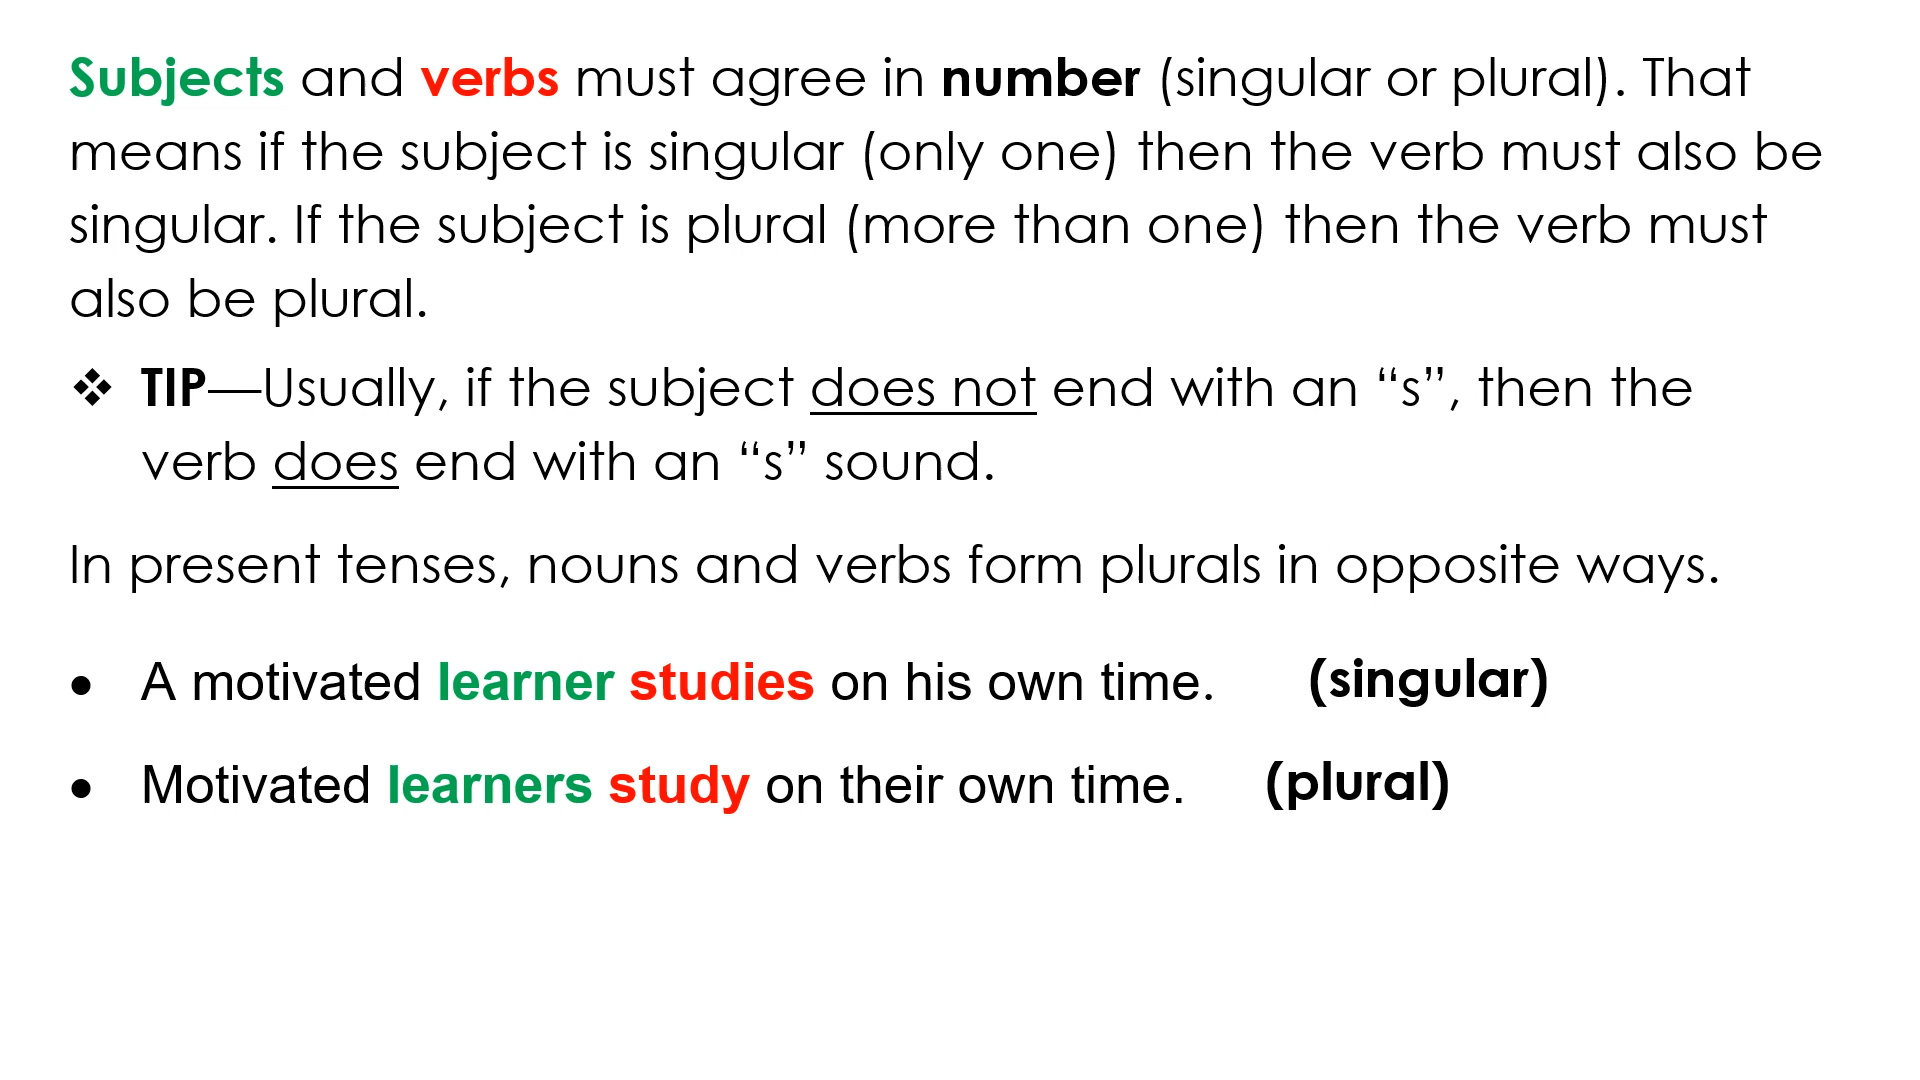 Subjects and verbs must agree in number (singular or plural). That
means if the subject is singular (only one) then the verb must also be
singular. If the subject is plural (more than one) then the verb must
also be plural.
❖ TIP—Usually, if the subject does not end with an “s”, then the
verb does end with an “s” sound.
In present tenses, nouns and verbs form plurals in opposite ways.
• A motivated learner studies on his own time. (singular)
• Motivated learners study on their own time. (plural)